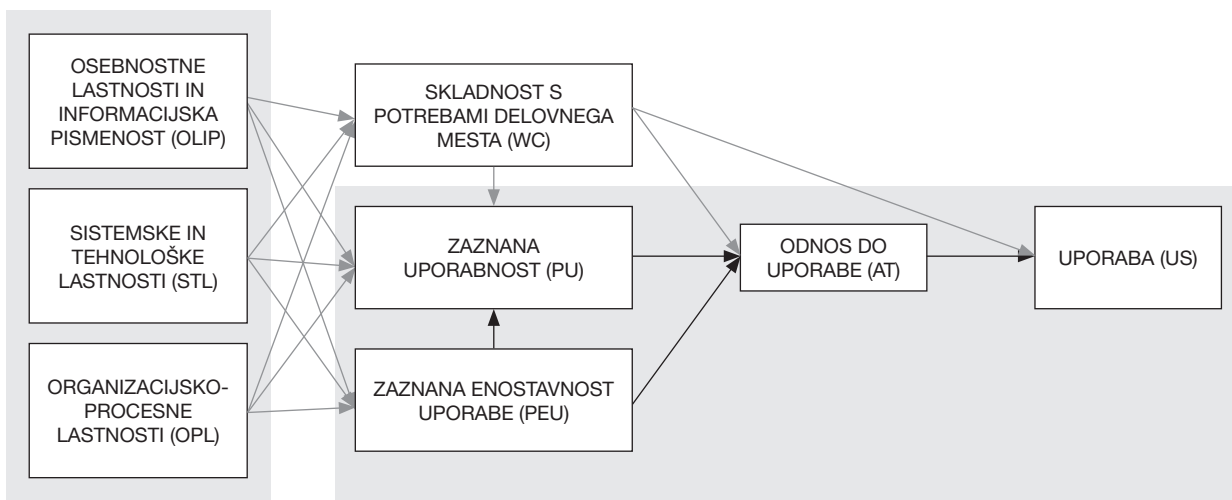 OSEBNOSTNE
LASTNOSTI IN
INFORMACIJSKA
PISMENOST (OLIP)
SISTEMSKE IN
TEHNOLOŠKE
LASTNOSTI (STL)
ORGANIZACIJSKO-
PROCESNE
LASTNOSTI (OPL)
SKLADNOST S
POTREBAMI DELOVNEGA
MESTA (WC)
ZAZNANA
UPORABNOST (PU)
ZAZNANA ENOSTAVNOST
UPORABE (PEU)
ODNOS DO
UPORABE (AT)
UPORABA (US)